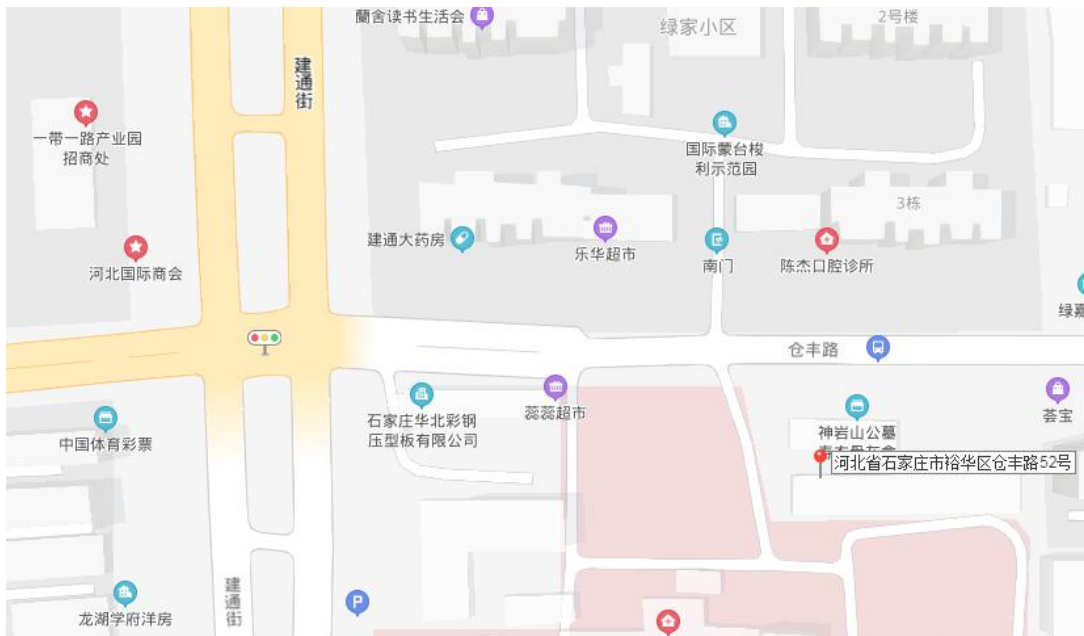 蘭舍读书生活会
绿家小区
2号楼
建通街
一带一路产业园
招商处
国际蒙台梭
利示范园
3栋
建通大药房
乐华超市
南门
陈杰口腔诊所
河北国际商会
绿嘉
仓丰路
石家庄华北彩钢
压型板有限公司
蕊蕊超市
荟宝
中国体育彩票
神岩山公墓
河北省石家庄市裕华区仓丰路52号
建通街
P
龙湖学府洋房